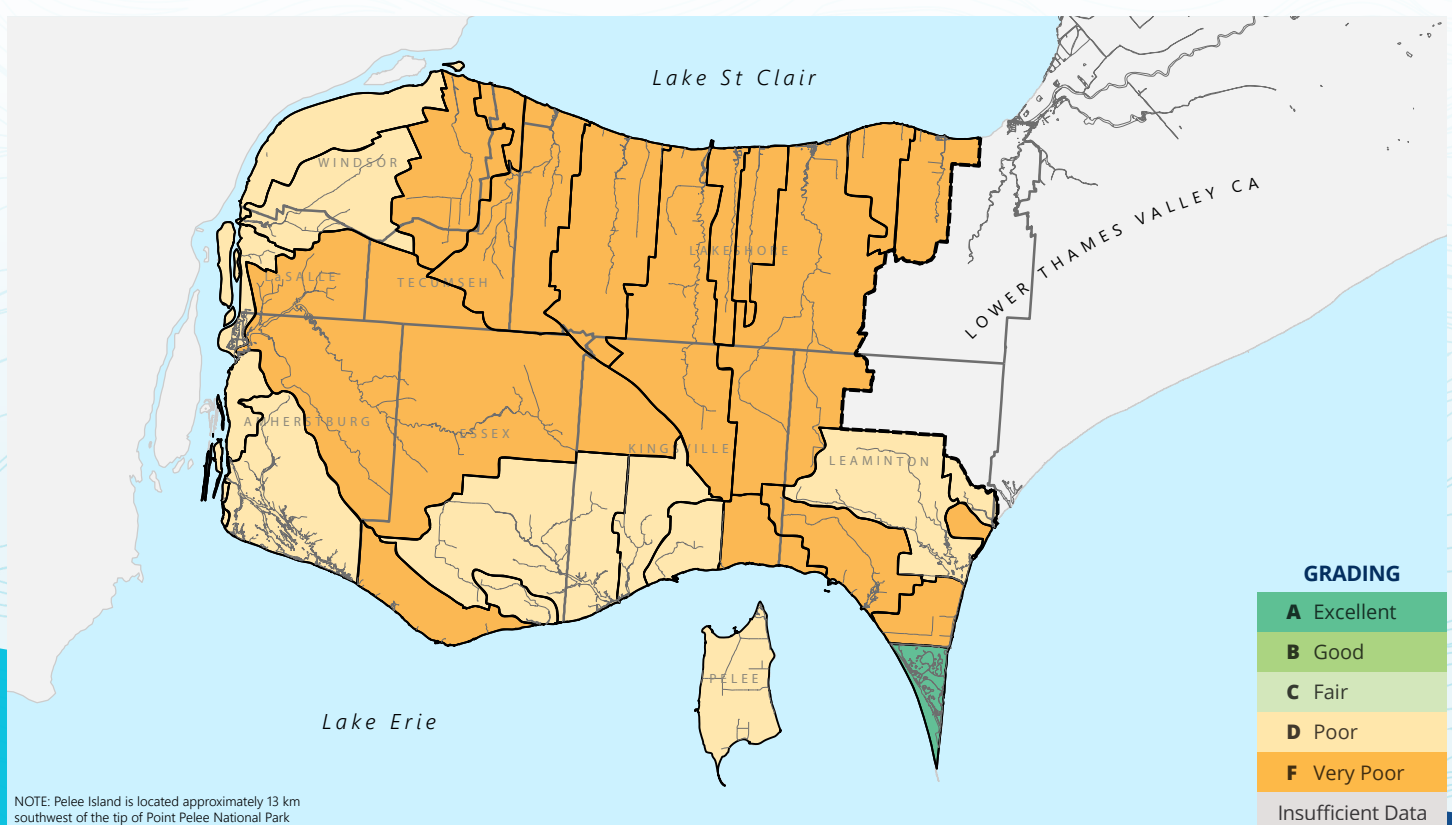 Lake St Clair
WINDSOR
LAKESHORE
LaSALLE
TECUMSEH
LOWER THAMES VALLEY CA
AMHERSTBURG
ESSEX
KINGSVILLE
LEAMINTON
PELEE
Lake Erie
GRADING
A Excellent
B Good
C Fair
D Poor
F Very Poor
Insufficient Data
NOTE: Pelee Island is located approximately 13 km
southwest of the tip of Point Pelee National Park